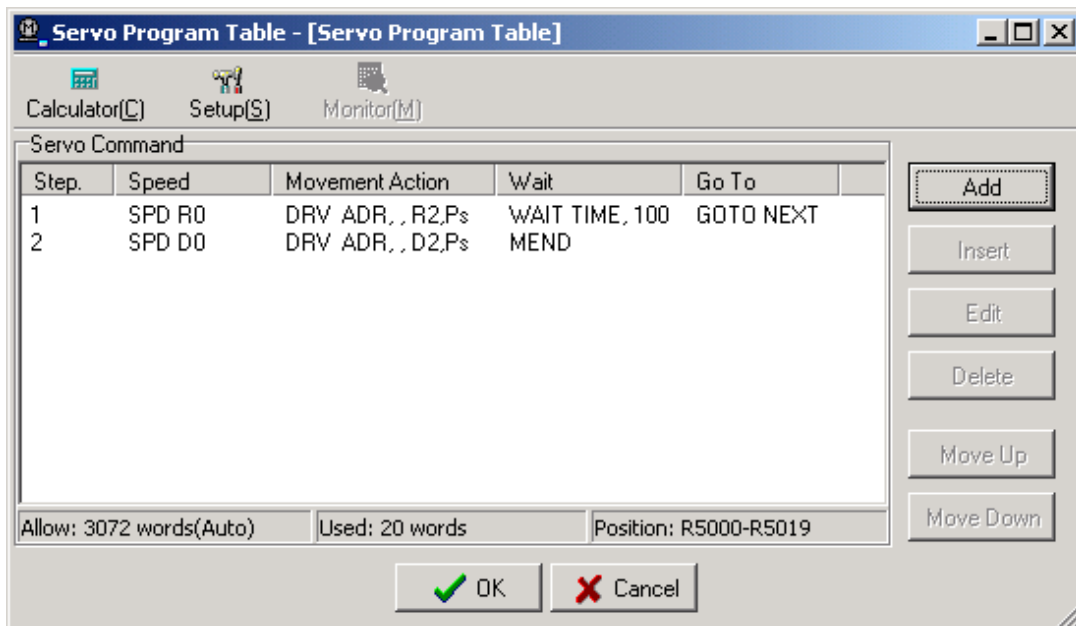 Servo Program Table - [Servo Program Table]
Calculator(C) Setup(S) Monitor(M)
Servo Command
Step. Speed Movement Action Wait Go To
1 SPD R0 DRV ADR, , R2,Ps WAIT TIME, 100 GOTO NEXT
2 SPD D0 DRV ADR, , D2,Ps MEND
Allow: 3072 words(Auto) Used: 20 words Position: R5000-R5019
Add
Insert
Edit
Delete
Move Up
Move Down
OK Cancel